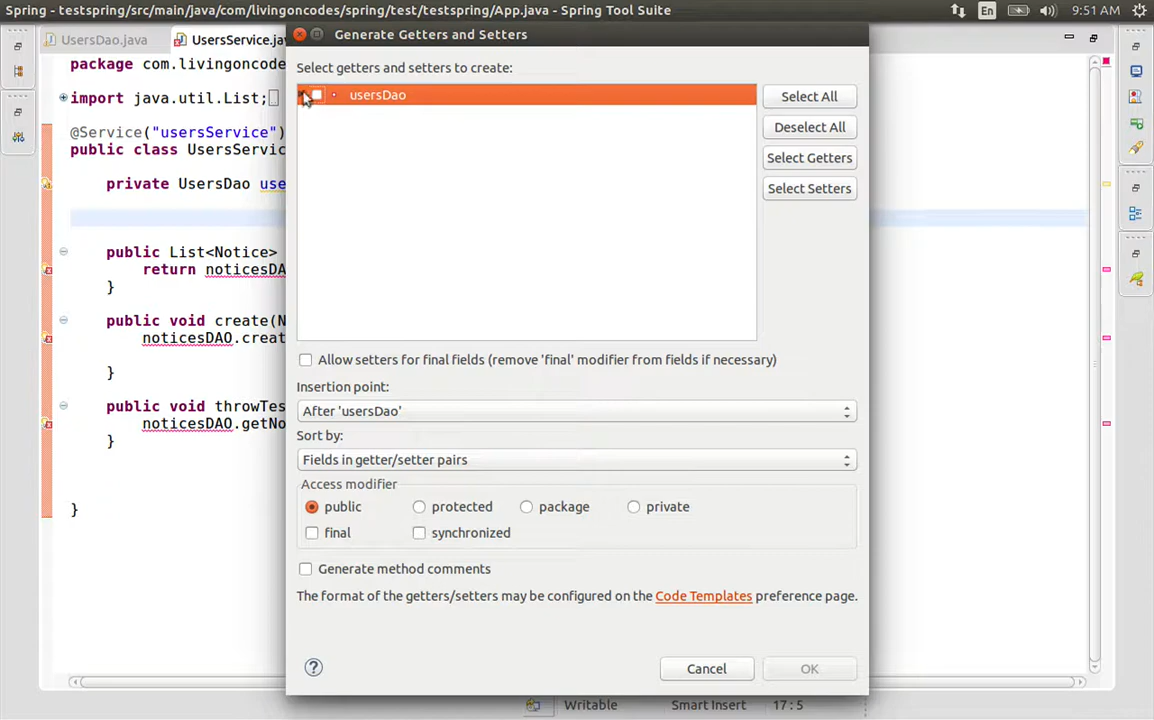 Spring - testspring/src/main/java/com/livingoncodes/spring/test/testspring/App.java - Spring Tool Suite
En
9:51 AM
UsersDao.java
UsersService.jav
package com.livingoncodes
import java.util.List;
@Service("usersService")
public class UsersServic
private UsersDao use
public List<Notice>
return noticesDA
}
public void create(N
noticesDAO.creat
}
public void throwTes
noticesDAO.getNo
}
}
Generate Getters and Setters
Select getters and setters to create:
usersDao
Select All
Deselect All
Select Getters
Select Setters
Allow setters for final fields (remove 'final' modifier from fields if necessary)
Insertion point:
After 'usersDao'
Sort by:
Fields in getter/setter pairs
Access modifier
public
protected
package
private
final
synchronized
Generate method comments
The format of the getters/setters may be configured on the Code Templates preference page.
?
Cancel
OK
Writable
Smart Insert
17 : 5